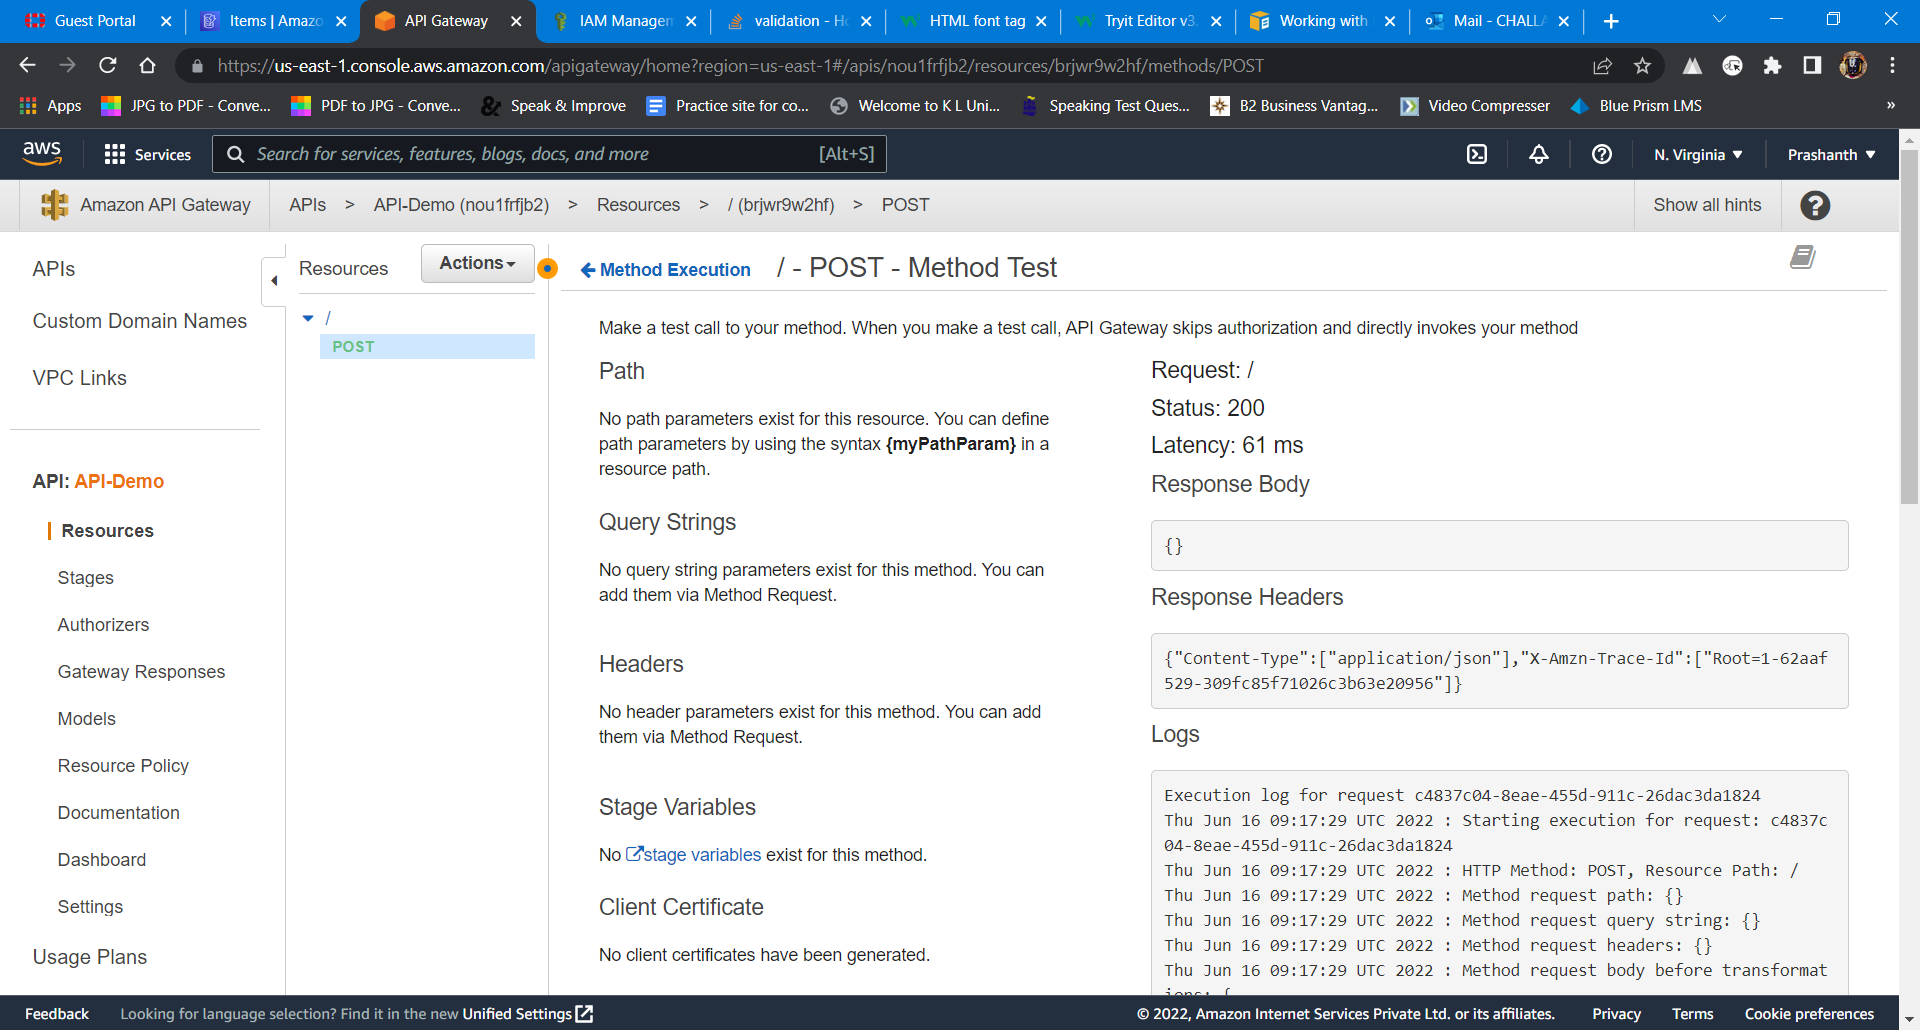 Guest Portal
Items | Amazo
API Gateway
IAM Managem
validation - Ho
HTML font tag
Tryit Editor v3.
Working with
Mail - CHALLA
https://us-east-1.console.aws.amazon.com/apigateway/home?region=us-east-1#/apis/nou1frfjb2/resources/brjwr9w2hf/methods/POST
Apps
JPG to PDF - Conve...
PDF to JPG - Conve...
Speak & Improve
Practice site for co...
Welcome to K L Uni...
Speaking Test Ques...
B2 Business Vantag...
Video Compresser
Blue Prism LMS
»
aws
Services
Search for services, features, blogs, docs, and more
[Alt+S]
N. Virginia
Prashanth
Amazon API Gateway
APIs > API-Demo (nou1frfjb2) > Resources > / (brjwr9w2hf) > POST
Show all hints
APIs
Custom Domain Names
VPC Links
API: API-Demo
Resources
Stages
Authorizers
Gateway Responses
Models
Resource Policy
Documentation
Dashboard
Settings
Usage Plans
Resources
Actions
/
POST
Method Execution
/ - POST - Method Test
Make a test call to your method. When you make a test call, API Gateway skips authorization and directly invokes your method
Path
No path parameters exist for this resource. You can define
path parameters by using the syntax {myPathParam} in a
resource path.
Query Strings
No query string parameters exist for this method. You can
add them via Method Request.
Headers
No header parameters exist for this method. You can add
them via Method Request.
Stage Variables
No stage variables exist for this method.
Client Certificate
No client certificates have been generated.
Request: /
Status: 200
Latency: 61 ms
Response Body
{}
Response Headers
{"Content-Type":["application/json"],"X-Amzn-Trace-Id":["Root=1-62aaf
529-309fc85f71026c3b63e20956"]}
Logs
Execution log for request c4837c04-8eae-455d-911c-26dac3da1824
Thu Jun 16 09:17:29 UTC 2022 : Starting execution for request: c4837c
04-8eae-455d-911c-26dac3da1824
Thu Jun 16 09:17:29 UTC 2022 : HTTP Method: POST, Resource Path: /
Thu Jun 16 09:17:29 UTC 2022 : Method request path: {}
Thu Jun 16 09:17:29 UTC 2022 : Method request query string: {}
Thu Jun 16 09:17:29 UTC 2022 : Method request headers: {}
Thu Jun 16 09:17:29 UTC 2022 : Method request body before transformat
ions: {
Feedback
Looking for language selection? Find it in the new Unified Settings
© 2022, Amazon Internet Services Private Ltd. or its affiliates.
Privacy
Terms
Cookie preferences